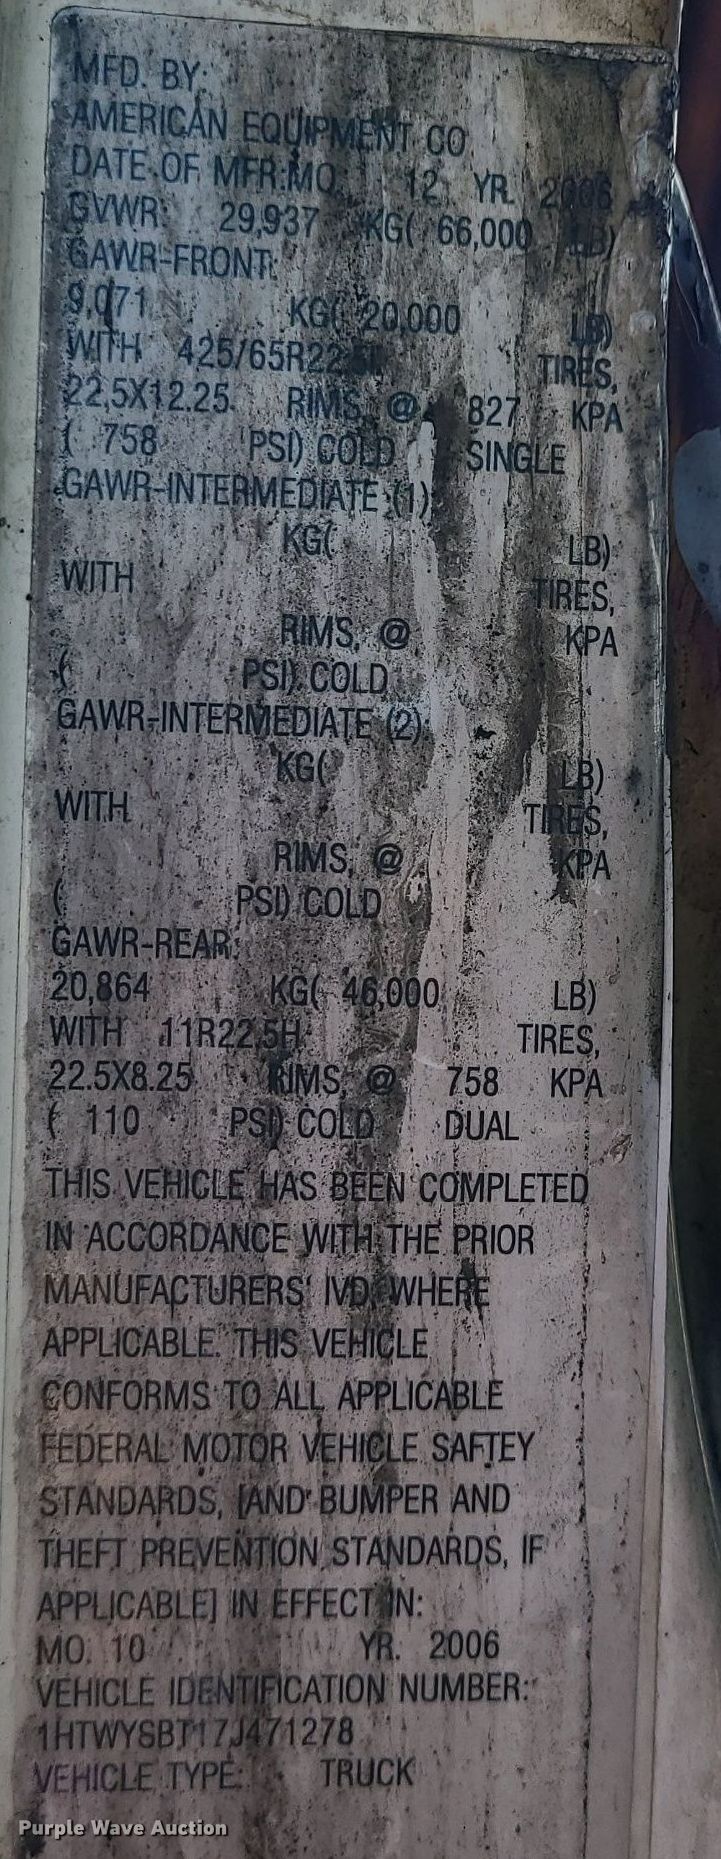 MFD. BY:
AMERICAN EQUIPMENT CO
DATE OF MFR:MO. 12 YR. 2006
GVWR: 29,937 KG( 66,000 LB)
GAWR-FRONT:
9,071 KG( 20,000 LB)
WITH 425/65R22.5L TIRES,
22.5X12.25 RIMS, @ 827 KPA
( 758 PSI) COLD SINGLE
GAWR-INTERMEDIATE (1):
KG( LB)
WITH TIRES,
RIMS, @ KPA
( PSI) COLD
GAWR-INTERMEDIATE (2):
KG( LB)
WITH TIRES,
RIMS, @ KPA
( PSI) COLD
GAWR-REAR:
20,864 KG( 46,000 LB)
WITH 11R22.5H TIRES,
22.5X8.25 RIMS, @ 758 KPA
( 110 PSI) COLD DUAL
THIS VEHICLE HAS BEEN COMPLETED
IN ACCORDANCE WITH THE PRIOR
MANUFACTURERS' IVD, WHERE
APPLICABLE. THIS VEHICLE
CONFORMS TO ALL APPLICABLE
FEDERAL MOTOR VEHICLE SAFTEY
STANDARDS, [AND BUMPER AND
THEFT PREVENTION STANDARDS, IF
APPLICABLE] IN EFFECT IN:
MO. 10 YR. 2006
VEHICLE IDENTIFICATION NUMBER:
1HTWYSBT17J471278
VEHICLE TYPE: TRUCK
Purple Wave Auction